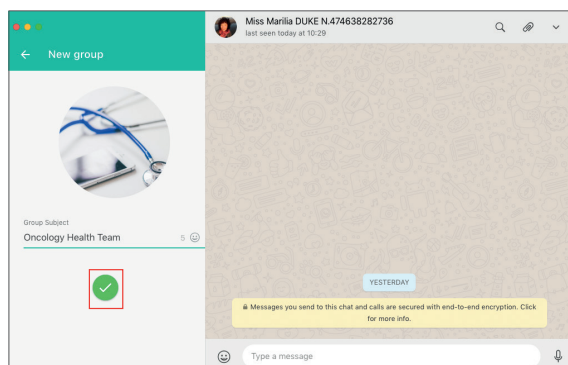 Miss Marilia DUKE N.474638282736
last seen today at 10:29
New group
Group Subject
Oncology Health Team 5
YESTERDAY
Messages you send to this chat and calls are secured with end-to-end encryption. Click
for more info.
Type a message